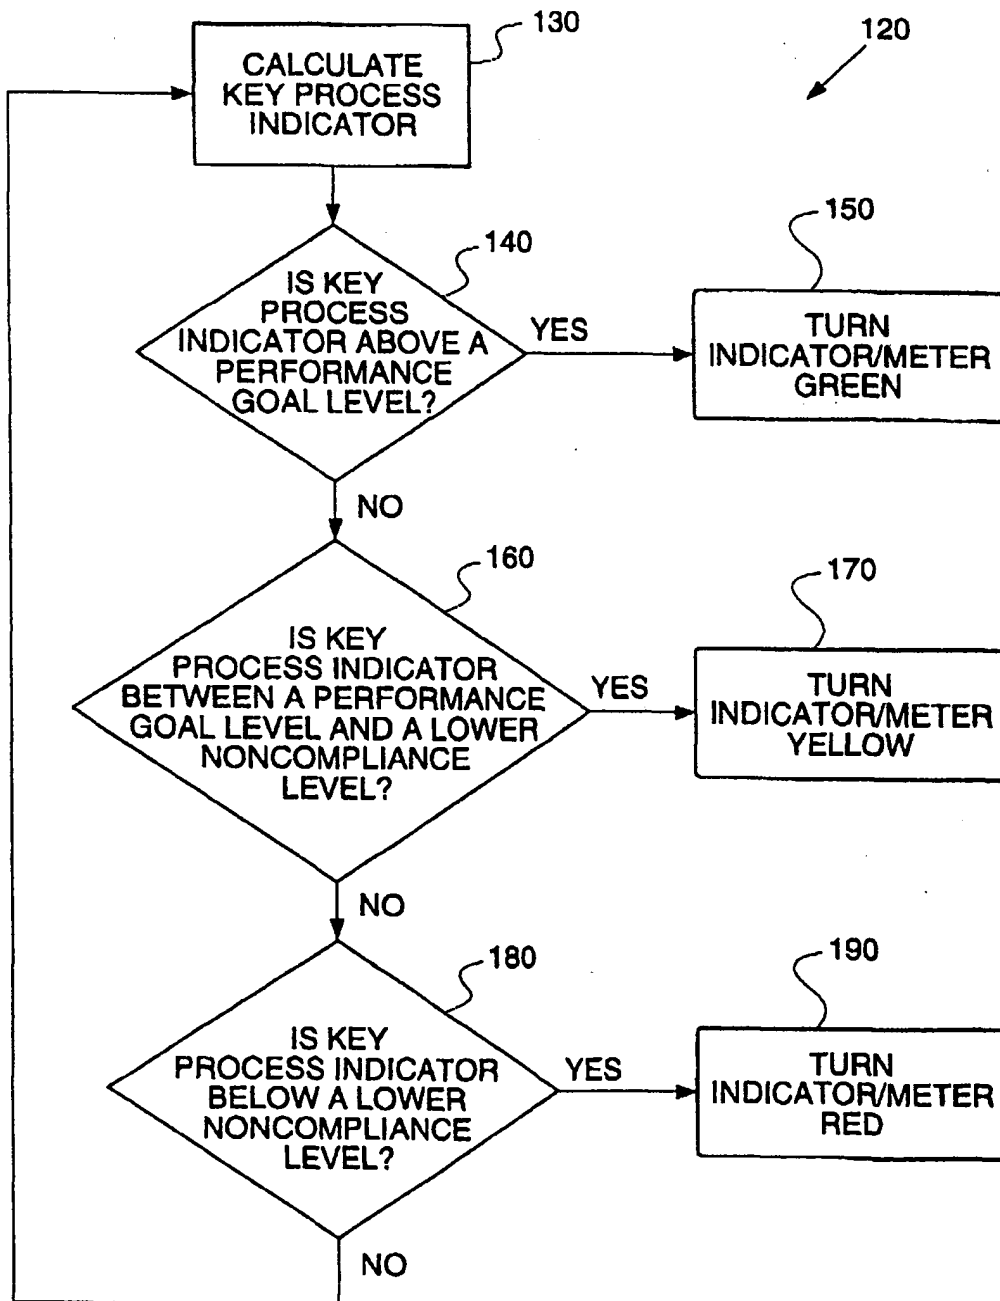 130
120
CALCULATE
KEY PROCESS
INDICATOR
140
150
IS KEY
PROCESS
INDICATOR ABOVE A
PERFORMANCE
GOAL LEVEL?
YES
TURN
INDICATOR/METER
GREEN
NO
160
170
IS KEY
PROCESS INDICATOR
BETWEEN A PERFORMANCE
GOAL LEVEL AND A LOWER
NONCOMPLIANCE
LEVEL?
YES
TURN
INDICATOR/METER
YELLOW
NO
180
190
IS KEY
PROCESS INDICATOR
BELOW A LOWER
NONCOMPLIANCE
LEVEL?
YES
TURN
INDICATOR/METER
RED
NO